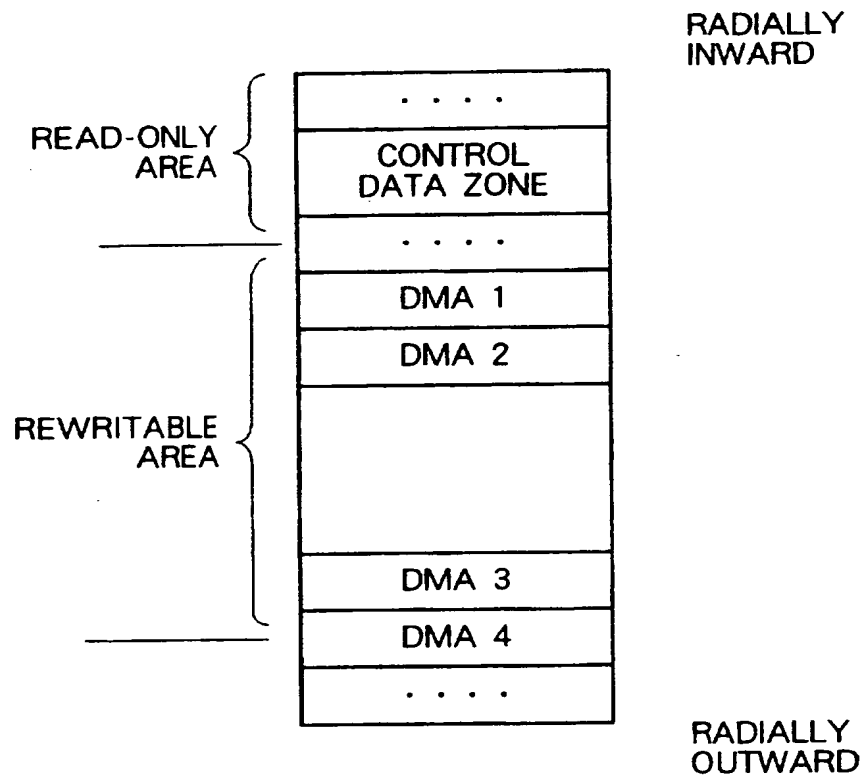 RADIALLY
INWARD
. . . .
READ-ONLY
AREA
CONTROL
DATA ZONE
. . . .
DMA 1
DMA 2
REWRITABLE
AREA
DMA 3
DMA 4
. . . .
RADIALLY
OUTWARD